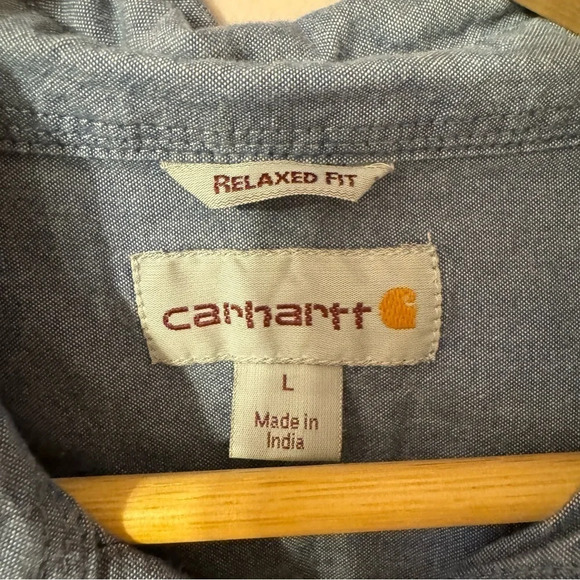 RELAXED FIT
carhartt
L
Made in
India